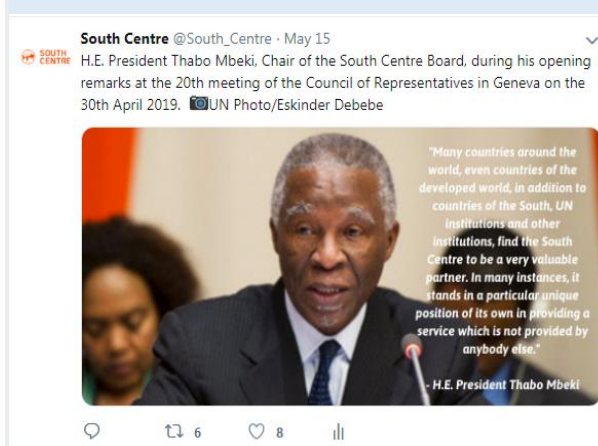 South Centre @South_Centre · May 15
SOUTH
CENTRE
H.E. President Thabo Mbeki, Chair of the South Centre Board, during his opening
remarks at the 20th meeting of the Council of Representatives in Geneva on the
30th April 2019. 📷UN Photo/Eskinder Debebe
"Many countries around the
world, even countries of the
developed world, in addition to
countries of the South, UN
institutions and other
institutions, find the South
Centre to be a very valuable
partner. In many instances, it
stands in a particular unique
position of its own in providing a
service which is not provided by
anybody else."
- H.E. President Thabo Mbeki
6
8